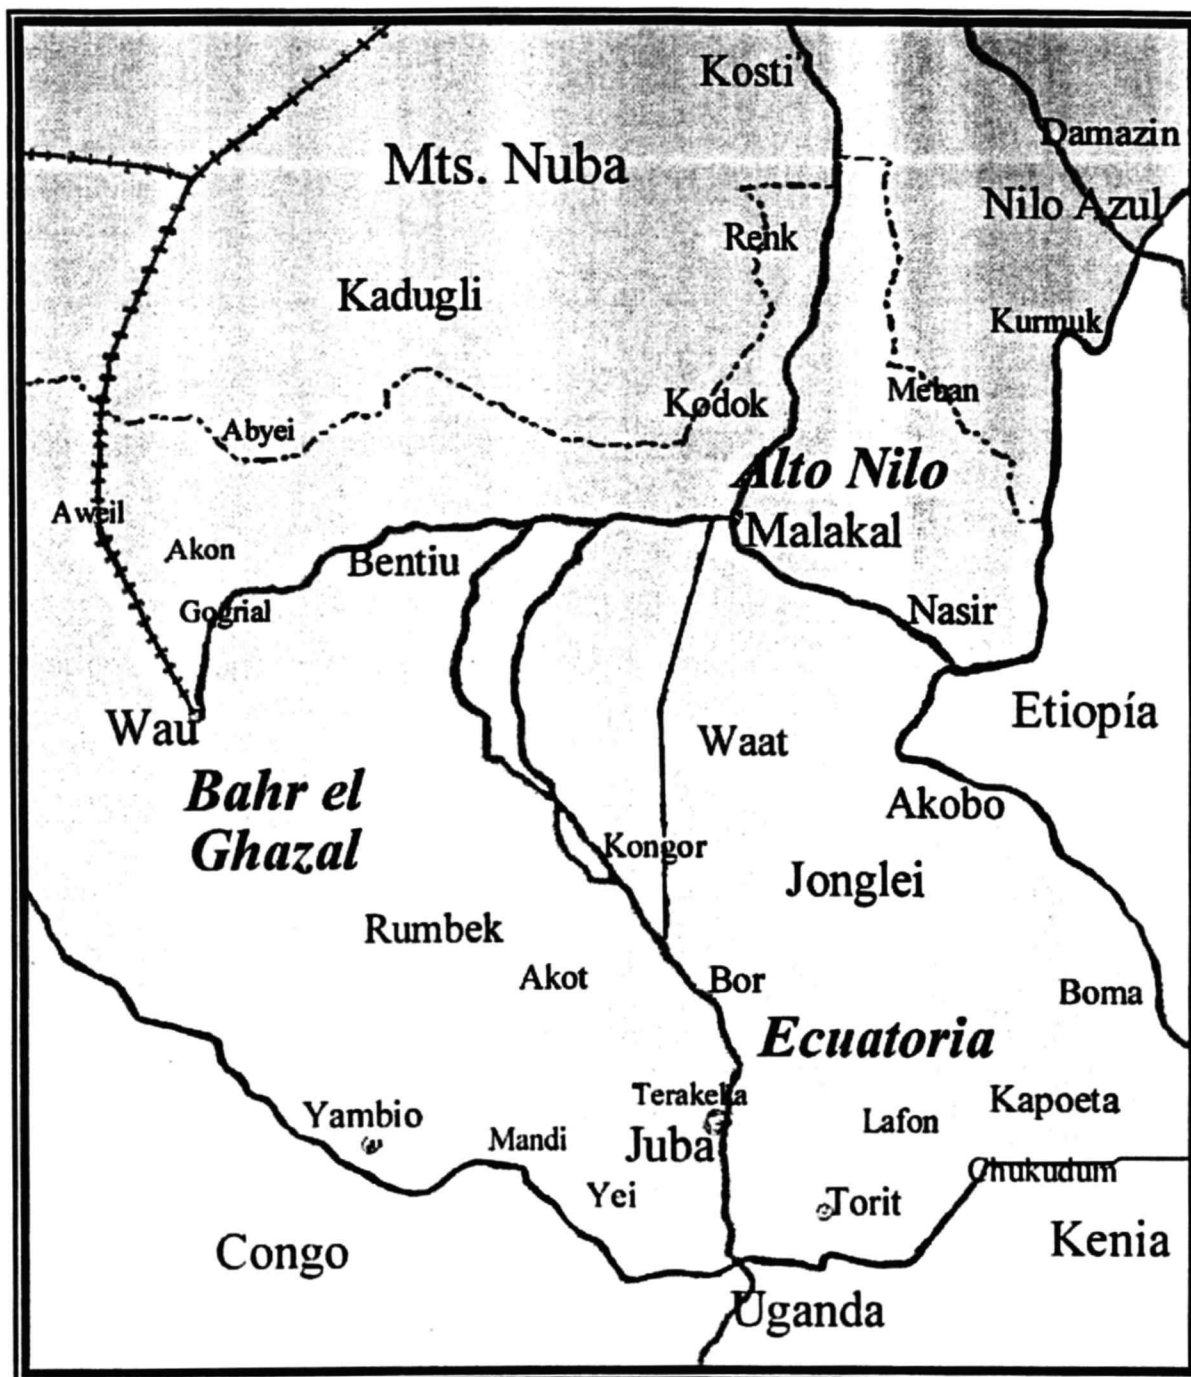 Kosti
Damazin
Mts. Nuba
Nilo Azul
Renk
Kadugli
Kurmuk
Meban
Kodok
Abyei
Alto Nilo
Aweil
Malakal
Akon
Bentiu
Gogrial
Nasir
Etiopía
Wau
Waat
Bahr el
Ghazal
Akobo
Kongor
Jonglei
Rumbek
Akot
Bor
Boma
Ecuatoria
Terakeka
Kapoeta
Yambio
Lafon
Mandi
Juba
Chukudum
Yei
Torit
Congo
Kenia
Uganda